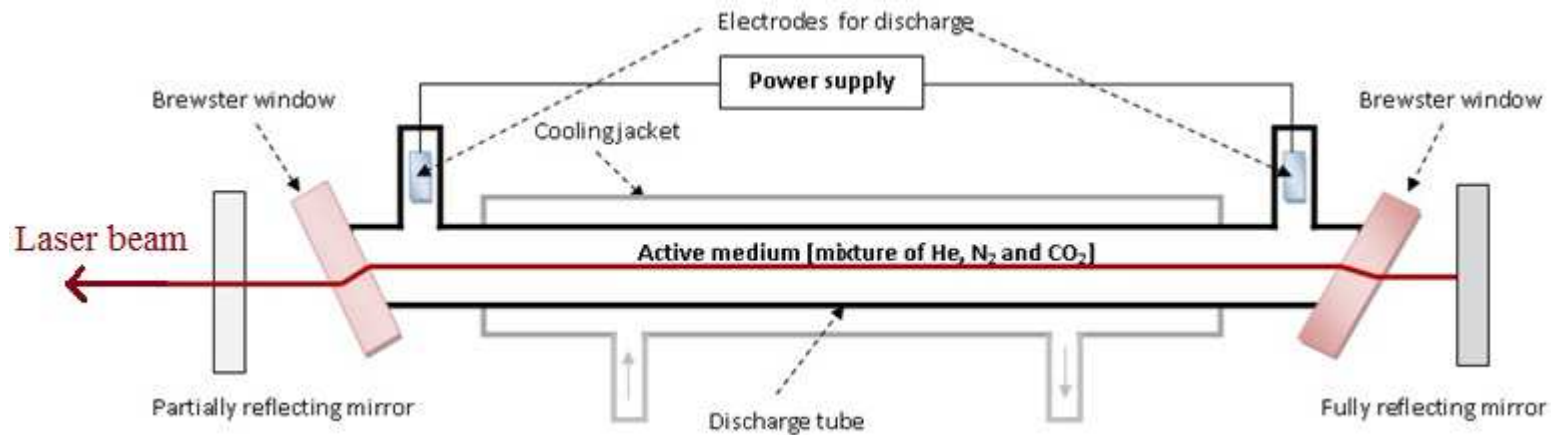 Electrodes for discharge
Power supply
Brewster window
Brewster window
Cooling jacket
Laser beam
Active medium [mixture of He, N₂ and CO₂]
Partially reflecting mirror
Discharge tube
Fully reflecting mirror